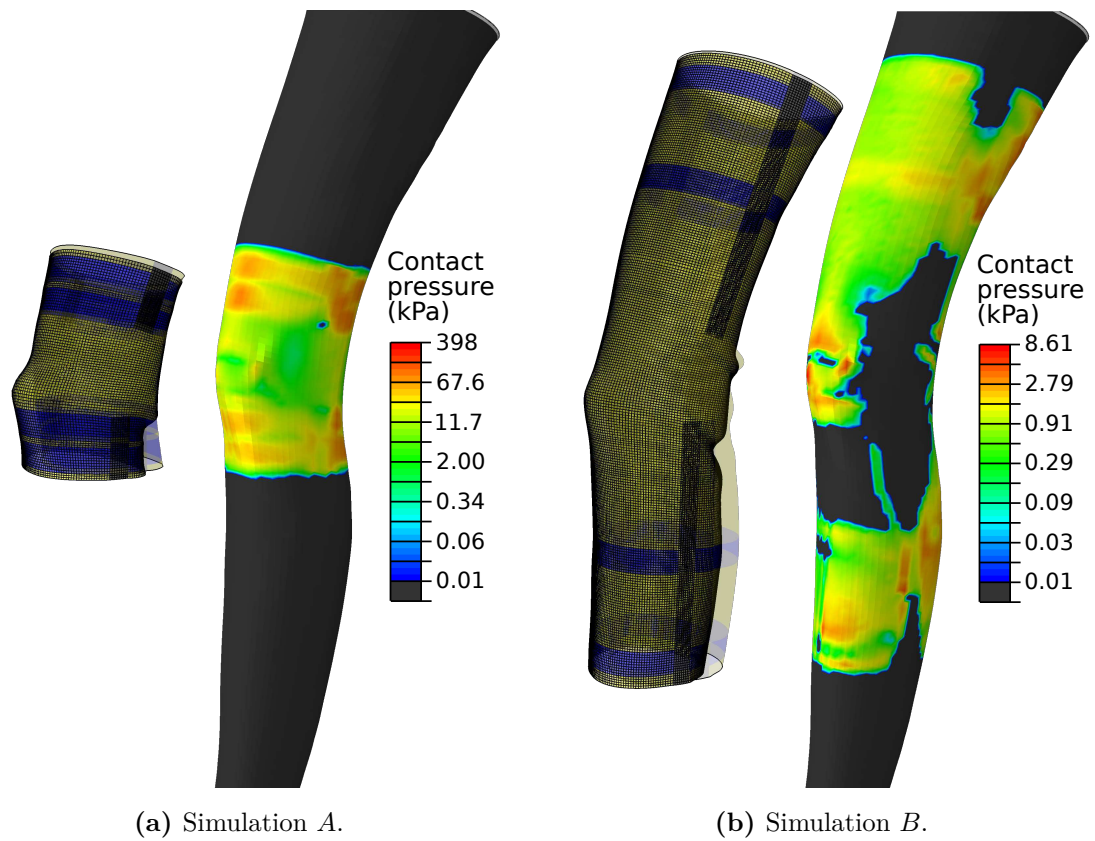 Contact
pressure
(kPa)
398
67.6
11.7
2.00
0.34
0.06
0.01
Contact
pressure
(kPa)
8.61
2.79
0.91
0.29
0.09
0.03
0.01
(a) Simulation A.
(b) Simulation B.